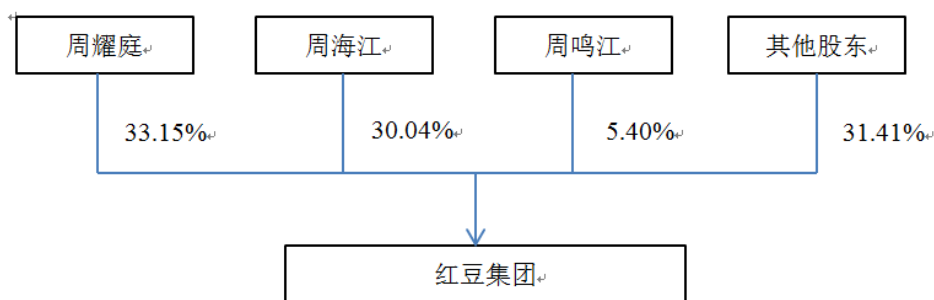 周耀庭
周海江
周鸣江
其他股东
33.15%
30.04%
5.40%
31.41%
红豆集团